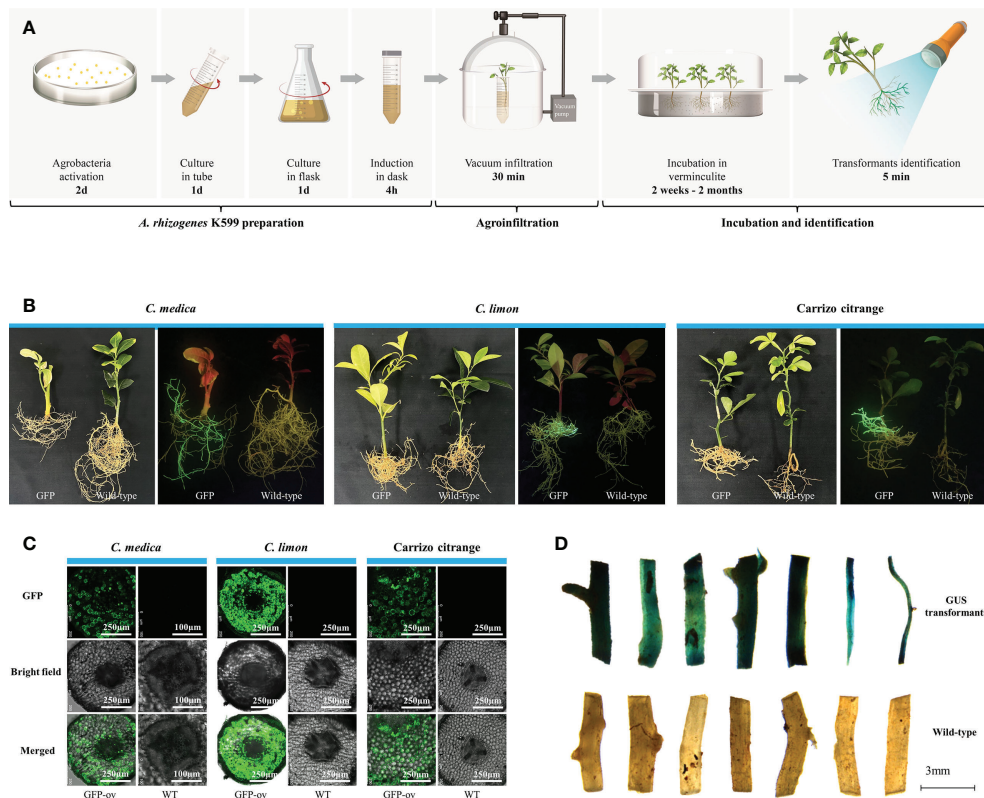 A
Vacuum
pump
Agrobacteria
activation
2d
Culture
in tube
1d
Culture
in flask
1d
Induction
in dask
4h
Vacuum infiltration
30 min
Incubation in
verminculite
2 weeks - 2 months
Transformants identification
5 min
A. rhizogenes K599 preparation
Agroinfiltration
Incubation and identification
B
C. medica
C. limon
Carrizo citrange
GFP Wild-type GFP Wild-type GFP Wild-type GFP Wild-type GFP Wild-type GFP Wild-type
C
C. medica
C. limon
Carrizo citrange
GFP
250μm 100μm 250μm 250μm 250μm 250μm
Bright field
250μm 100μm 250μm 250μm 250μm 250μm
Merged
250μm 100μm 250μm 250μm 250μm 250μm
GFP-ov WT GFP-ov WT GFP-ov WT
D
GUS
transformant
Wild-type
3mm